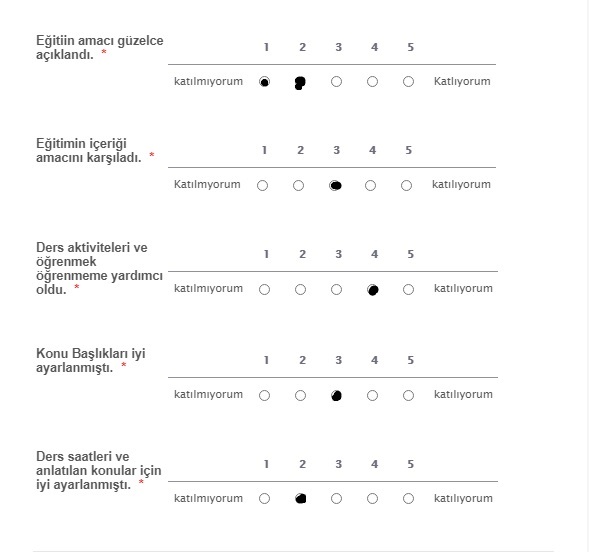 Eğitiin amacı güzelce
açıklandı. *
1 2 3 4 5
katılmıyorum Katlıyorum
Eğitimin içeriği
amacını karşıladı. *
1 2 3 4 5
Katılmyorum katılıyorum
Ders aktiviteleri ve
öğrenmek
öğrenmeme yardımcı
oldu. *
1 2 3 4 5
katılmıyorum katılıyorum
Konu Başlıkları iyi
ayarlanmıştı. *
1 2 3 4 5
katılmıyorum katılıyorum
Ders saatleri ve
anlatılan konular için
iyi ayarlanmıştı. *
1 2 3 4 5
katılmıyorum katılıyorum